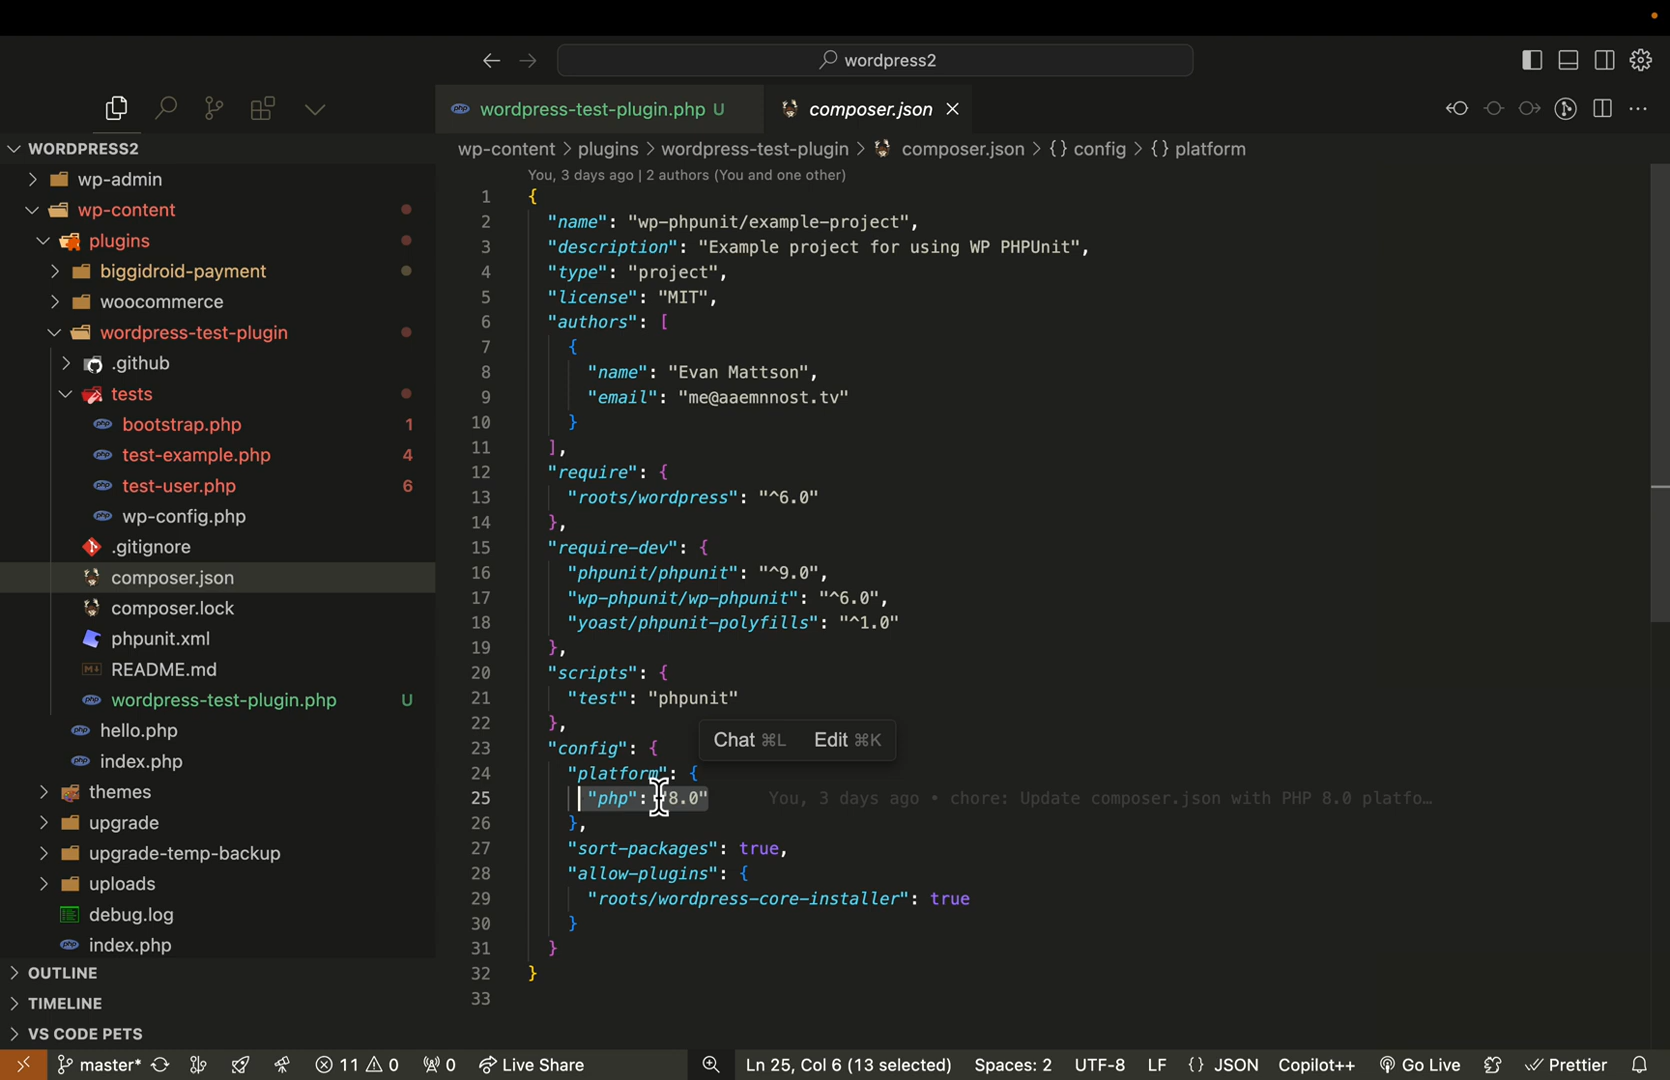 wordpress2
wordpress-test-plugin.php U
composer.json
WORDPRESS2
wp-content > plugins > wordpress-test-plugin > composer.json > {} config > {} platform
You, 3 days ago | 2 authors (You and one other)
wp-admin
wp-content
plugins
biggidroid-payment
woocommerce
wordpress-test-plugin
.github
tests
bootstrap.php 1
test-example.php 4
test-user.php 6
wp-config.php
.gitignore
composer.json
composer.lock
phpunit.xml
README.md
wordpress-test-plugin.php U
hello.php
index.php
themes
upgrade
upgrade-temp-backup
uploads
debug.log
index.php
OUTLINE
TIMELINE
VS CODE PETS
1 {
2 "name": "wp-phpunit/example-project",
3 "description": "Example project for using WP PHPUnit",
4 "type": "project",
5 "license": "MIT",
6 "authors": [
7 {
8 "name": "Evan Mattson",
9 "email": "me@aaemnnost.tv"
10 }
11 ],
12 "require": {
13 "roots/wordpress": "^6.0"
14 },
15 "require-dev": {
16 "phpunit/phpunit": "^9.0",
17 "wp-phpunit/wp-phpunit": "^6.0",
18 "yoast/phpunit-polyfills": "^1.0"
19 },
20 "scripts": {
21 "test": "phpunit"
22 },
Chat ⌘L Edit ⌘K
23 "config": {
24 "platform": {
25 "php": "8.0" You, 3 days ago • chore: Update composer.json with PHP 8.0 platfo…
26 },
27 "sort-packages": true,
28 "allow-plugins": {
29 "roots/wordpress-core-installer": true
30 }
31 }
32 }
33
master* 11 0 0 Live Share Ln 25, Col 6 (13 selected) Spaces: 2 UTF-8 LF {} JSON Copilot++ Go Live Prettier